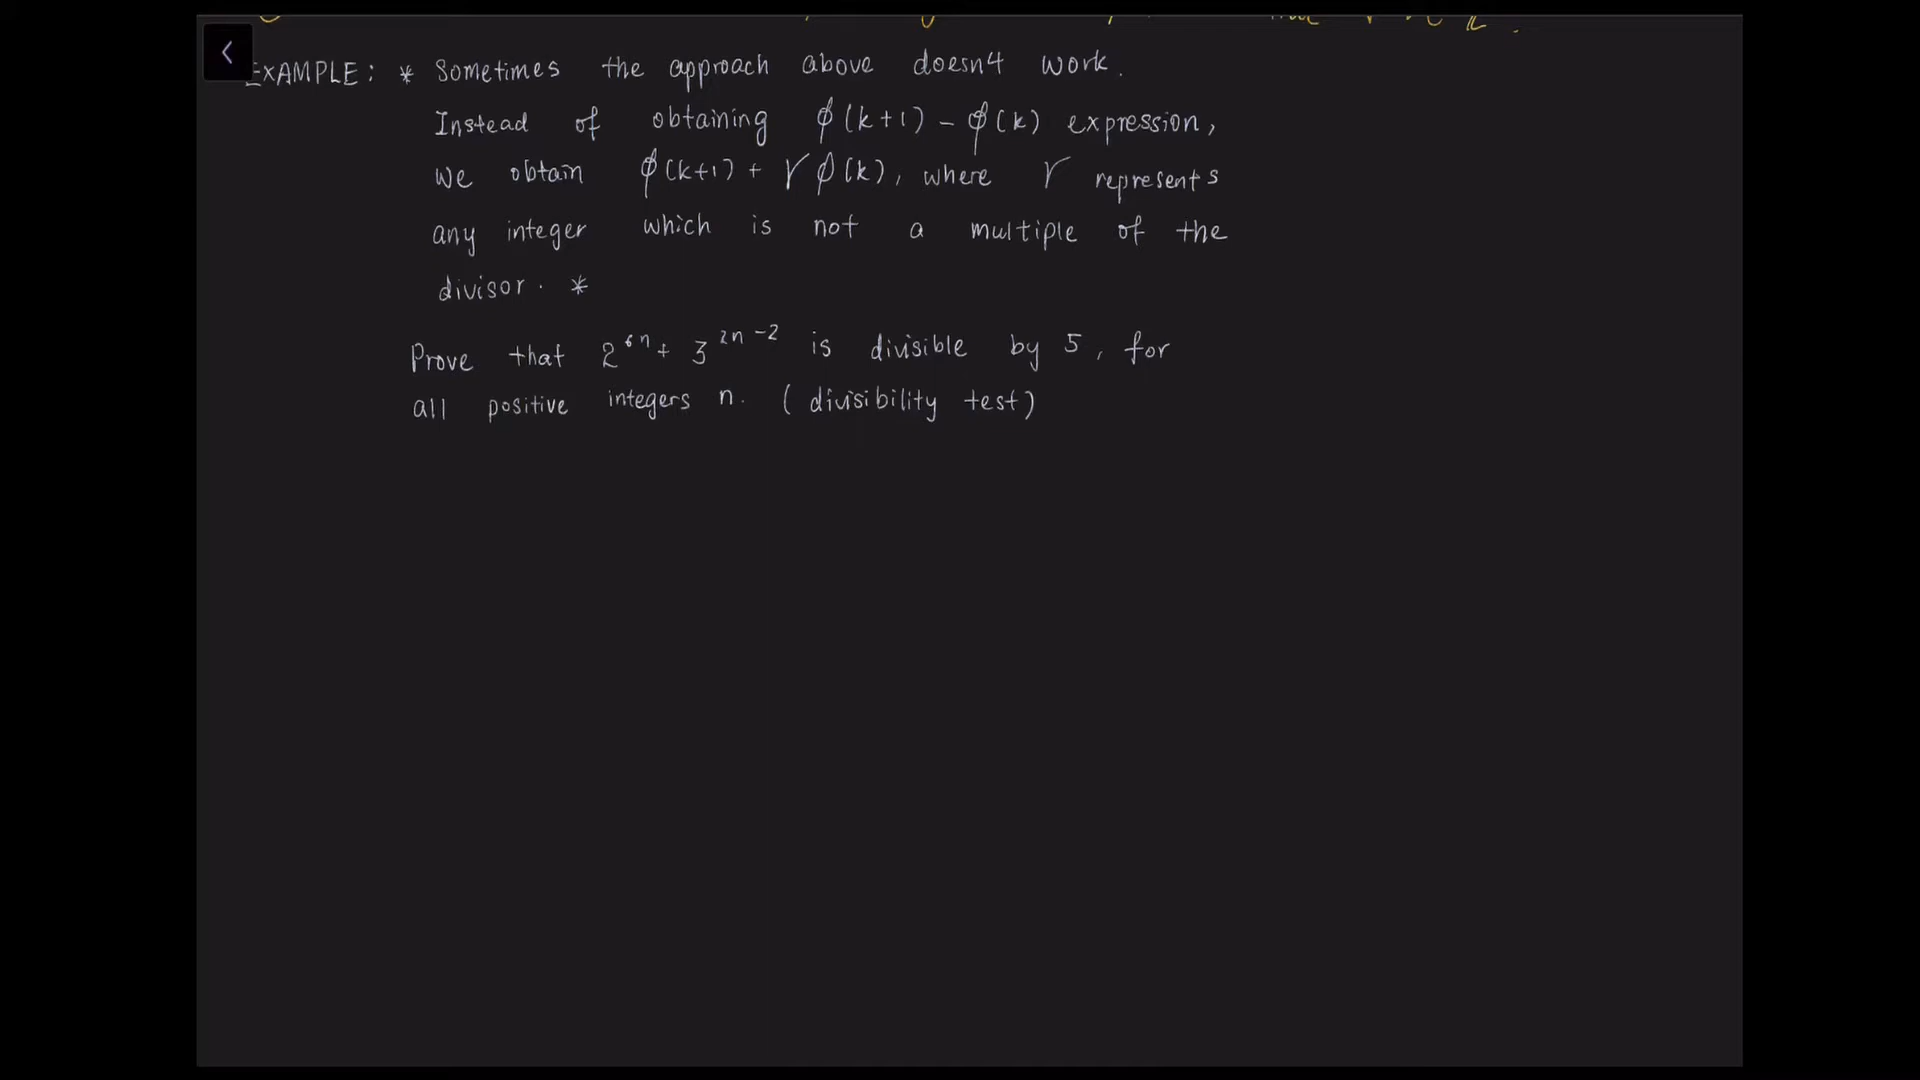 EXAMPLE: * Sometimes the approach above doesn't work.
Instead of obtaining ϕ(k+1) - ϕ(k) expression,
we obtain ϕ(k+1) + γϕ(k), where γ represents
any integer which is not a multiple of the
divisor. *
Prove that 2^{6n} + 3^{2n-2} is divisible by 5, for
all positive integers n. (divisibility test)